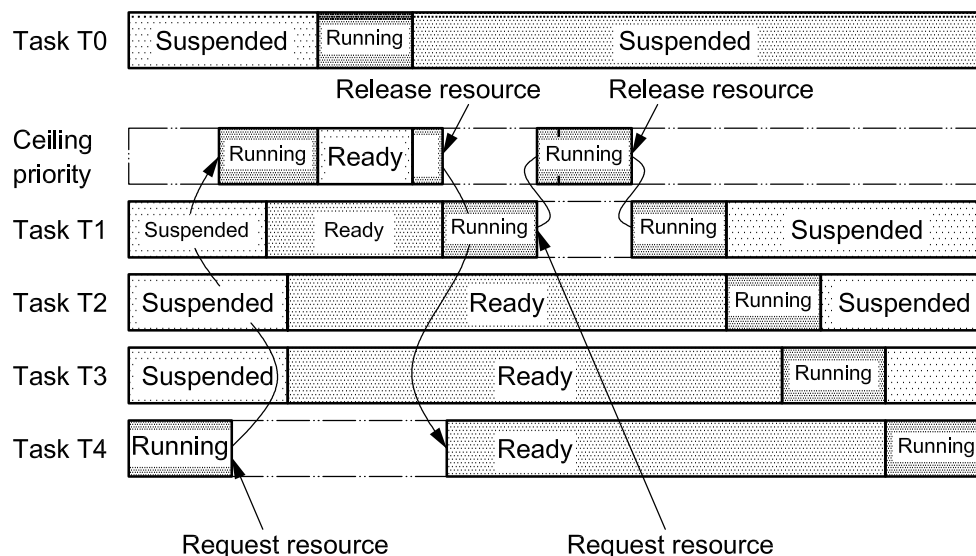 Task T0
Suspended
Running
Suspended
Release resource
Release resource
Ceiling
priority
Running
Ready
Running
Task T1
Suspended
Ready
Running
Running
Suspended
Task T2
Suspended
Ready
Running
Suspended
Task T3
Suspended
Ready
Running
Task T4
Running
Ready
Running
Request resource
Request resource